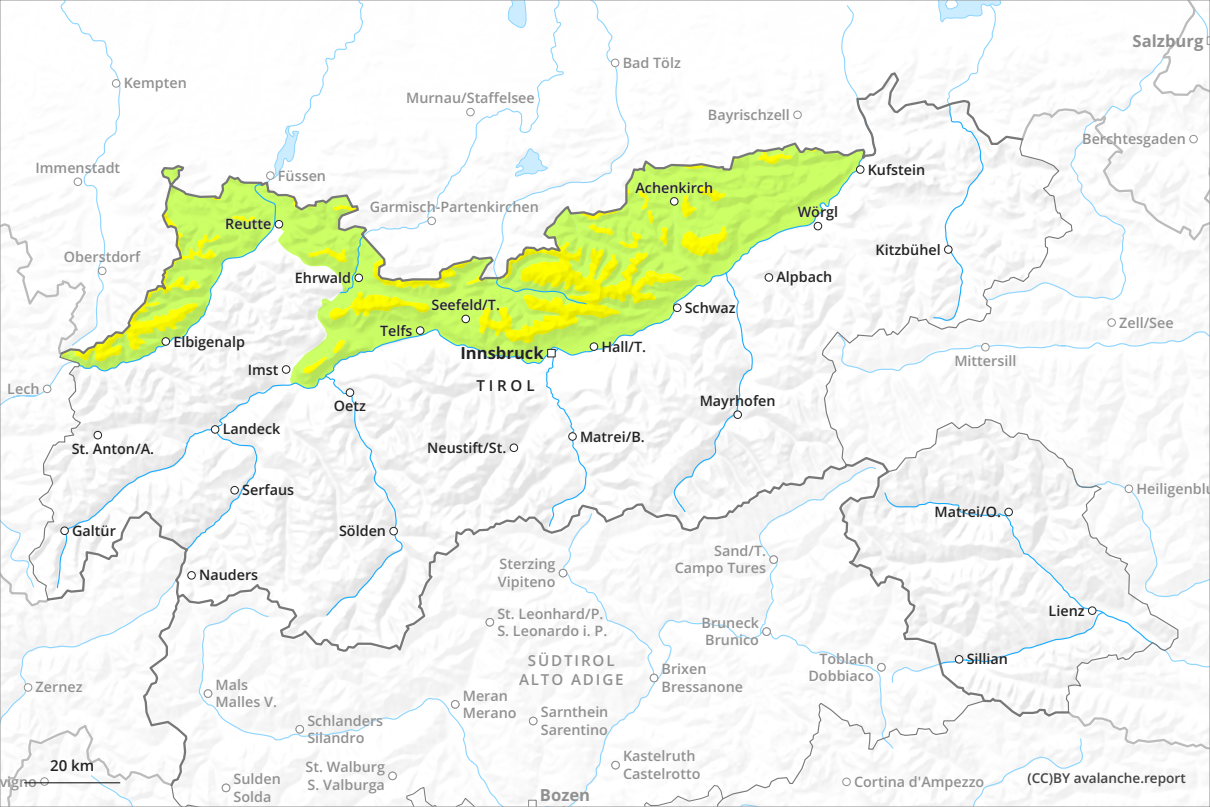 Salzburg
Bad Tölz
Kempten
Murnau/Staffelsee
Bayrischzell
Berchtesgaden
Immenstadt
Füssen
Kufstein
Achenkirch
Garmisch-Partenkirchen
Wörgl
Reutte
Kitzbühel
Oberstdorf
Ehrwald
Alpbach
Seefeld/T.
Schwaz
Telfs
Zell/See
Elbigenalp
Innsbruck
Hall/T.
Mittersill
Imst
TIROL
Lech
Oetz
Mayrhofen
Landeck
Matrei/B.
St. Anton/A.
Neustift/St.
Serfaus
Heiligenblu
Matrei/O.
Galtür
Sölden
Sand/T.
Campo Tures
Sterzing
Vipiteno
Nauders
St. Leonhard/P.
S. Leonardo i. P.
Lienz
Bruneck
Brunico
SÜDTIROL
ALTO ADIGE
Toblach
Dobbiaco
Sillian
Brixen
Bressanone
Zernez
Mals
Malles V.
Meran
Merano
Sarnthein
Sarentino
Schlanders
Silandro
Kastelruth
Castelrotto
20 km
St. Walburg
S. Valburga
vigno
Sulden
Solda
Cortina d'Ampezzo
(CC)BY avalanche.report
Bozen